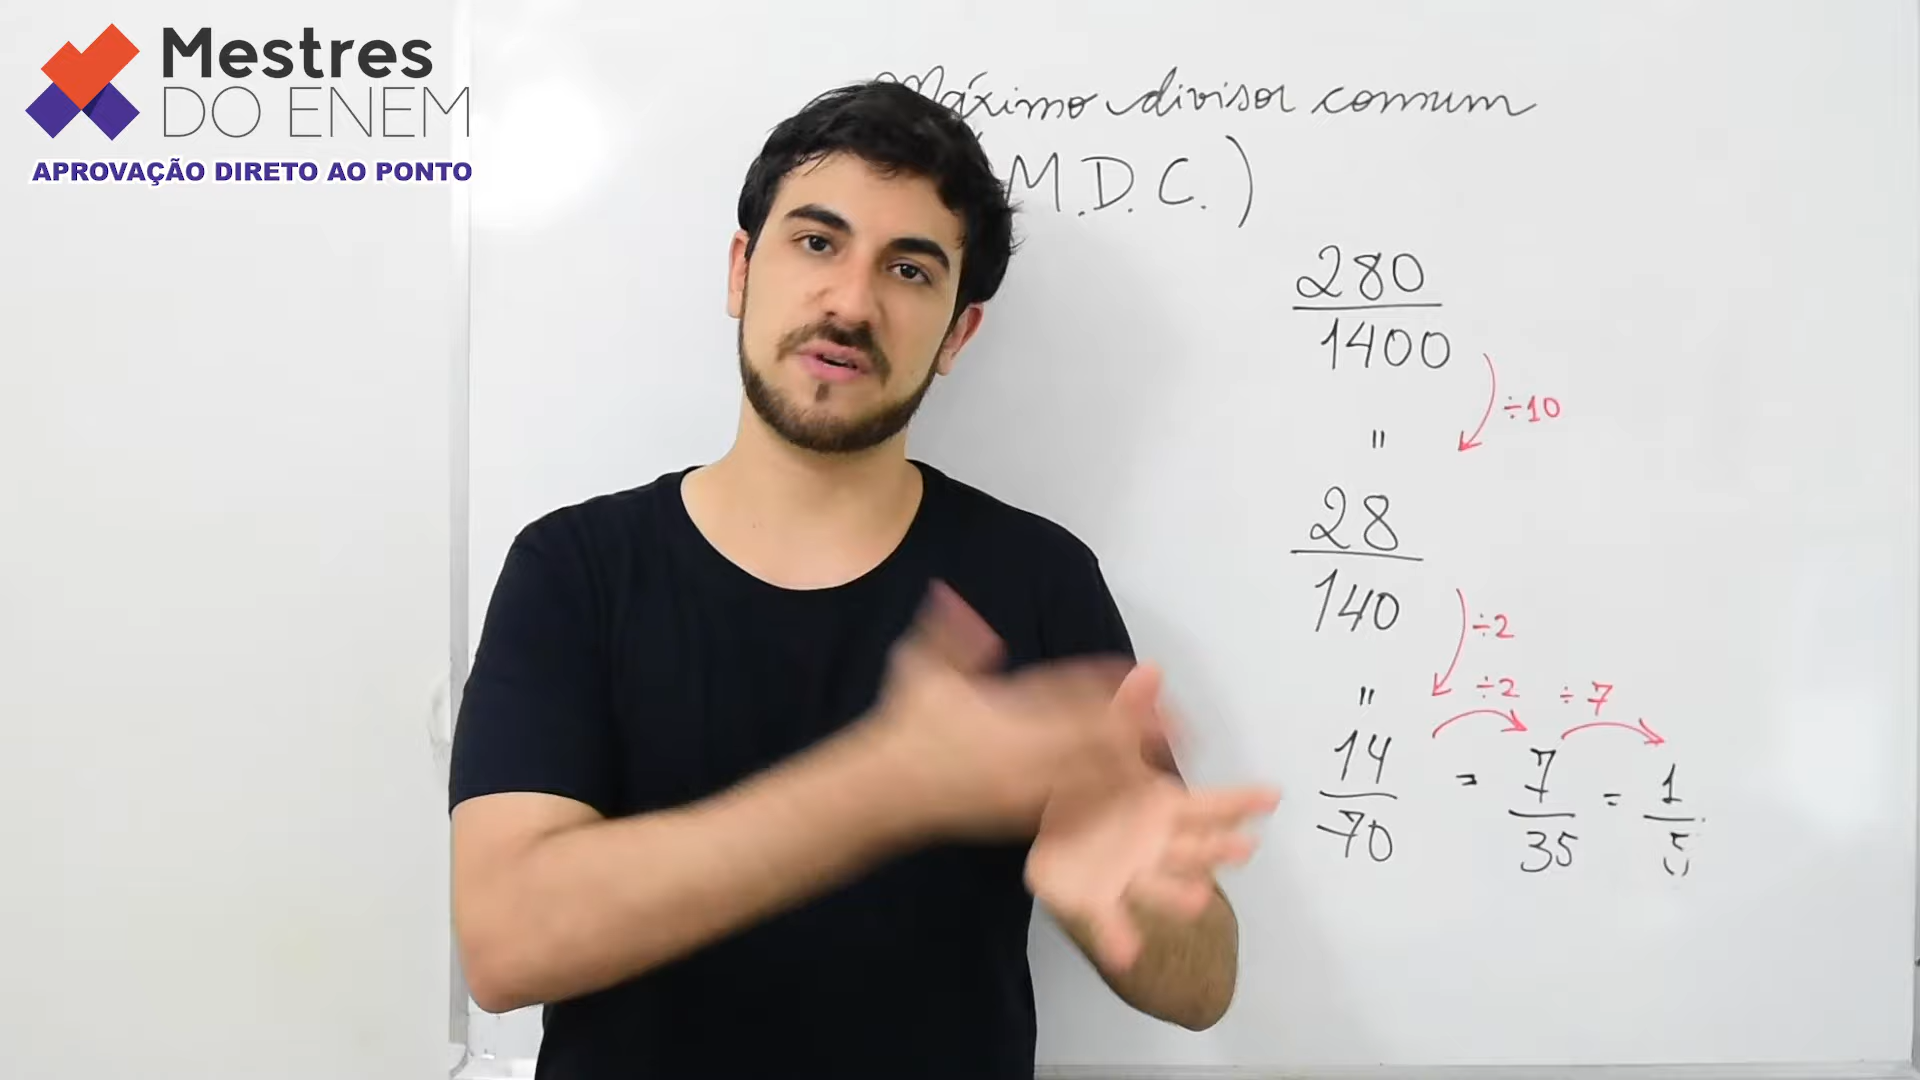 Mestres
DO ENEM
APROVAÇÃO DIRETO AO PONTO
Máximo divisor comum
(M.D.C.)
280
1400
÷10
=
28
140
÷2
=
÷2 ÷7
14 = 7 = 1
70 35 5